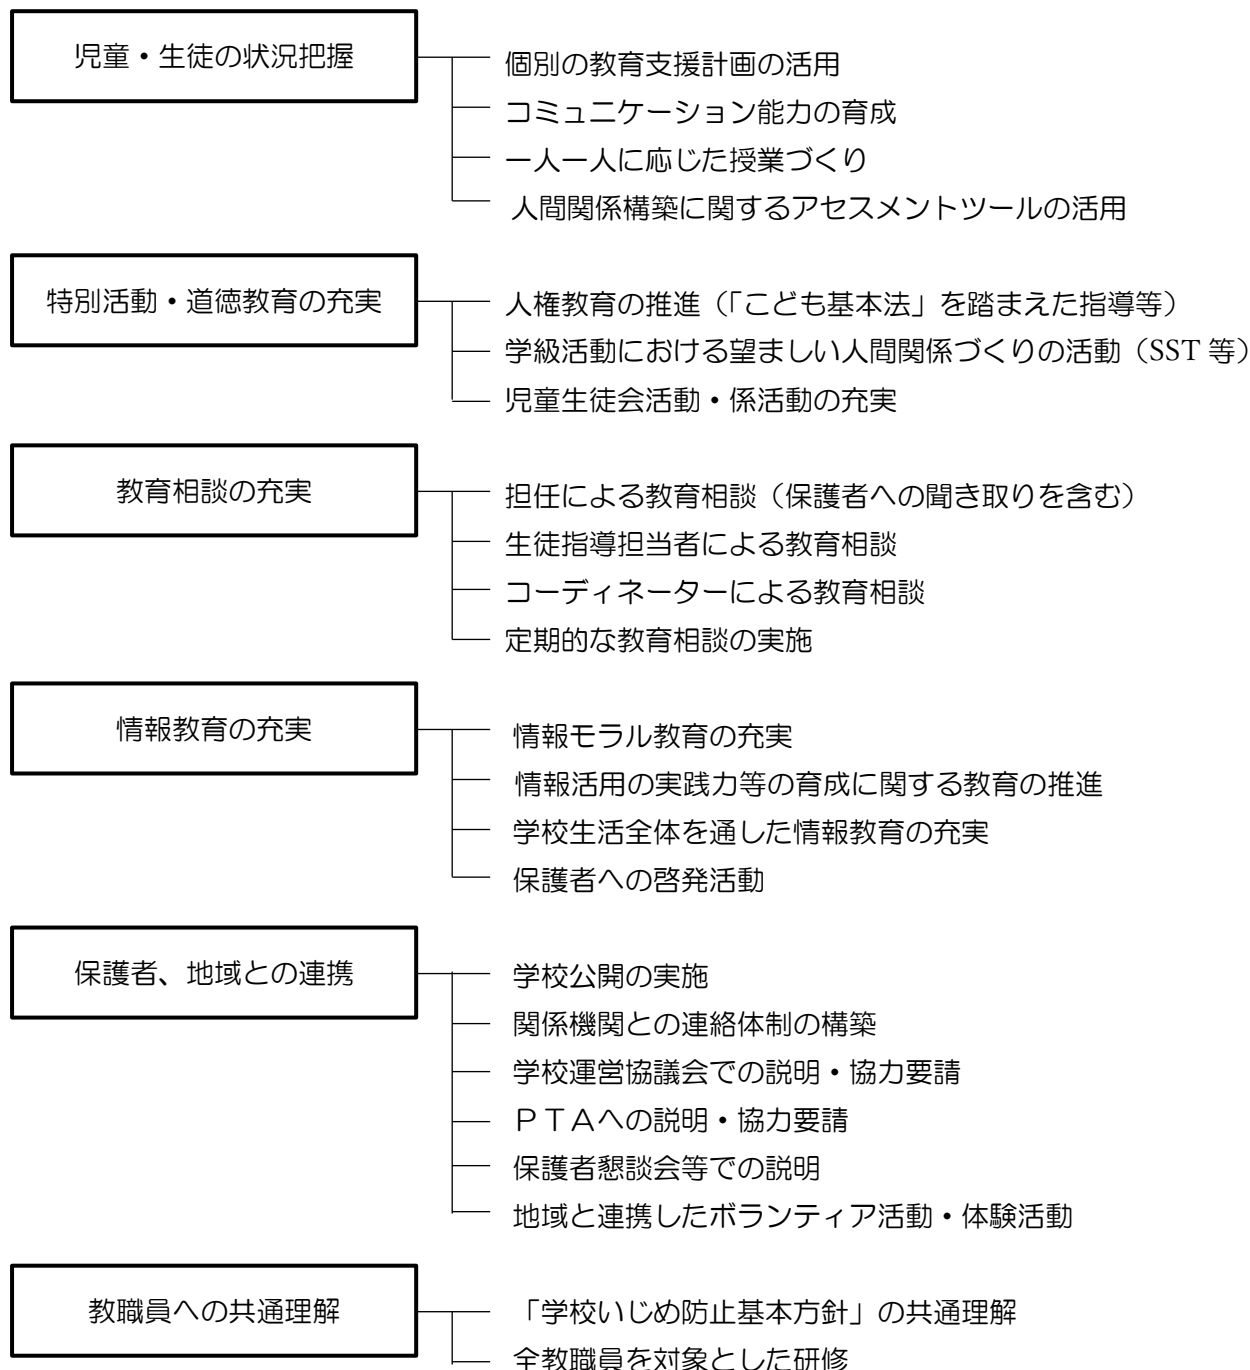 児童・生徒の状況把握
個別の教育支援計画の活用
コミュニケーション能力の育成
一人一人に応じた授業づくり
人間関係構築に関するアセスメントツールの活用
特別活動・道徳教育の充実
人権教育の推進（「こども基本法」を踏まえた指導等）
学級活動における望ましい人間関係づくりの活動（SST 等）
児童生徒会活動・係活動の充実
教育相談の充実
担任による教育相談（保護者への聞き取りを含む）
生徒指導担当者による教育相談
コーディネーターによる教育相談
定期的な教育相談の実施
情報教育の充実
情報モラル教育の充実
情報活用の実践力等の育成に関する教育の推進
学校生活全体を通した情報教育の充実
保護者への啓発活動
保護者、地域との連携
学校公開の実施
関係機関との連絡体制の構築
学校運営協議会での説明・協力要請
ＰＴＡへの説明・協力要請
保護者懇談会等での説明
地域と連携したボランティア活動・体験活動
教職員への共通理解
「学校いじめ防止基本方針」の共通理解
全教職員を対象とした研修